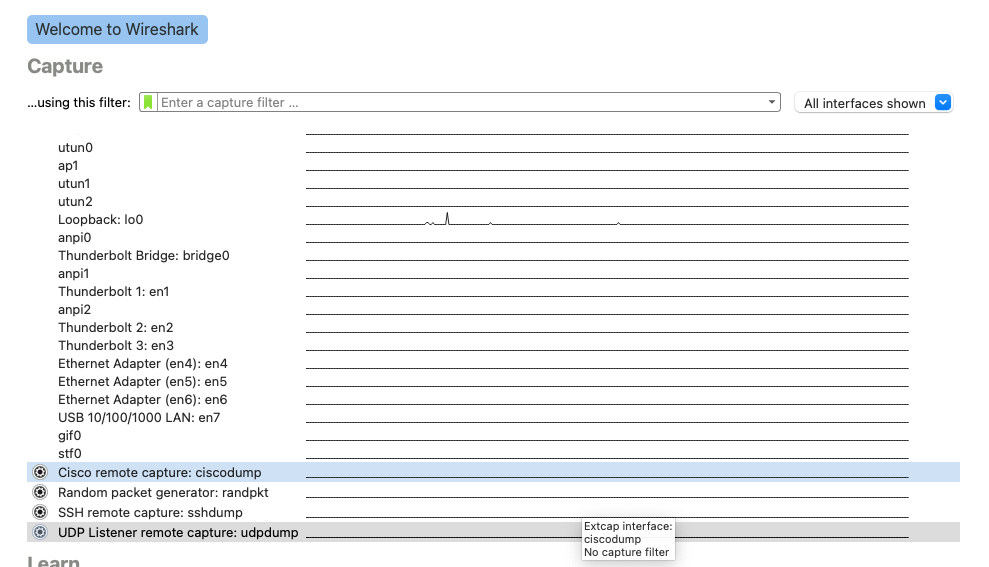 Welcome to Wireshark
Capture
...using this filter: Enter a capture filter ... All interfaces shown
utun0
ap1
utun1
utun2
Loopback: lo0
anpi0
Thunderbolt Bridge: bridge0
anpi1
Thunderbolt 1: en1
anpi2
Thunderbolt 2: en2
Thunderbolt 3: en3
Ethernet Adapter (en4): en4
Ethernet Adapter (en5): en5
Ethernet Adapter (en6): en6
USB 10/100/1000 LAN: en7
gif0
stf0
Cisco remote capture: ciscodump
Random packet generator: randpkt
SSH remote capture: sshdump
UDP Listener remote capture: udpdump
Extcap interface:
ciscodump
No capture filter
Learn